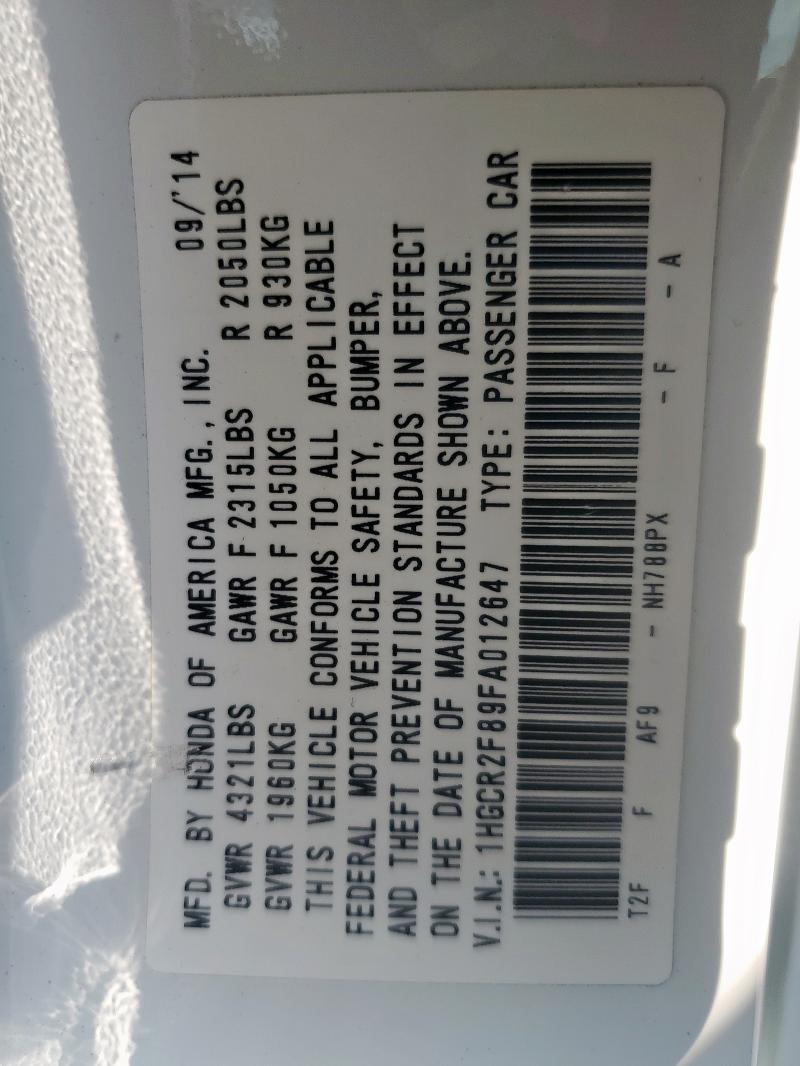 MFD. BY HONDA OF AMERICA MFG., INC. 09/'14
GVWR 4321LBS GAWR F 2315LBS R 2050LBS
GVWR 1960KG GAWR F 1050KG R 930KG
THIS VEHICLE CONFORMS TO ALL APPLICABLE
FEDERAL MOTOR VEHICLE SAFETY, BUMPER,
AND THEFT PREVENTION STANDARDS IN EFFECT
ON THE DATE OF MANUFACTURE SHOWN ABOVE.
V.I.N.: 1HGCR2F89FA012647 TYPE: PASSENGER CAR
T2F F AF9 - NH788PX - F - A